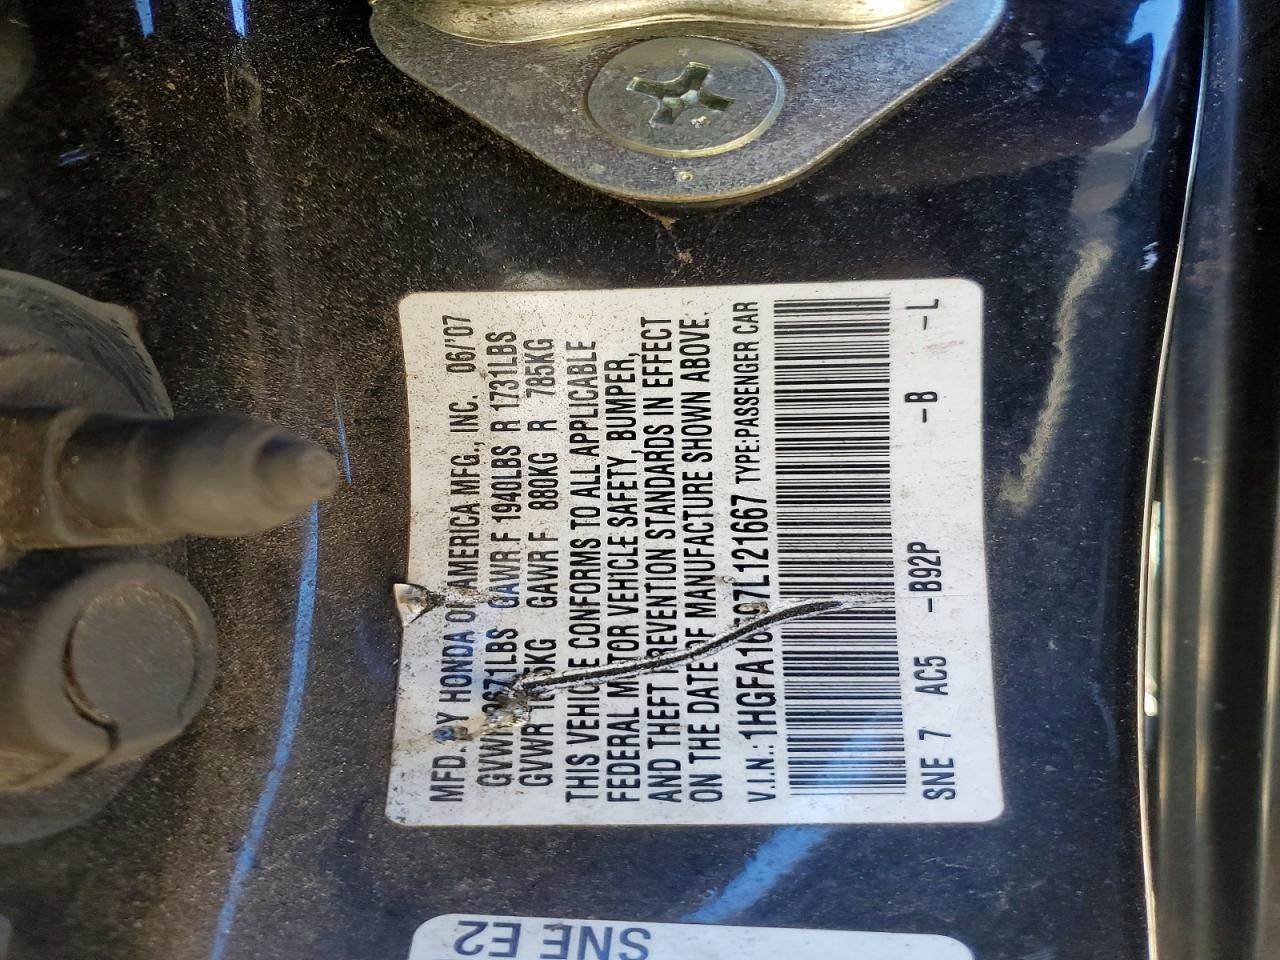 MFD. BY HONDA OF AMERICA MFG., INC. 06/'07
GAWR F 1940LBS R 1731LBS
GVWR KG GAWR F 880KG R 785KG
THIS VEHICLE CONFORMS TO ALL APPLICABLE
FEDERAL MOTOR VEHICLE SAFETY, BUMPER,
AND THEFT PREVENTION STANDARDS IN EFFECT
ON THE DATE OF MANUFACTURE SHOWN ABOVE.
V.I.N.: TYPE:PASSENGER CAR
SNE 7 AC5 -B92P -B -L
SNE E2